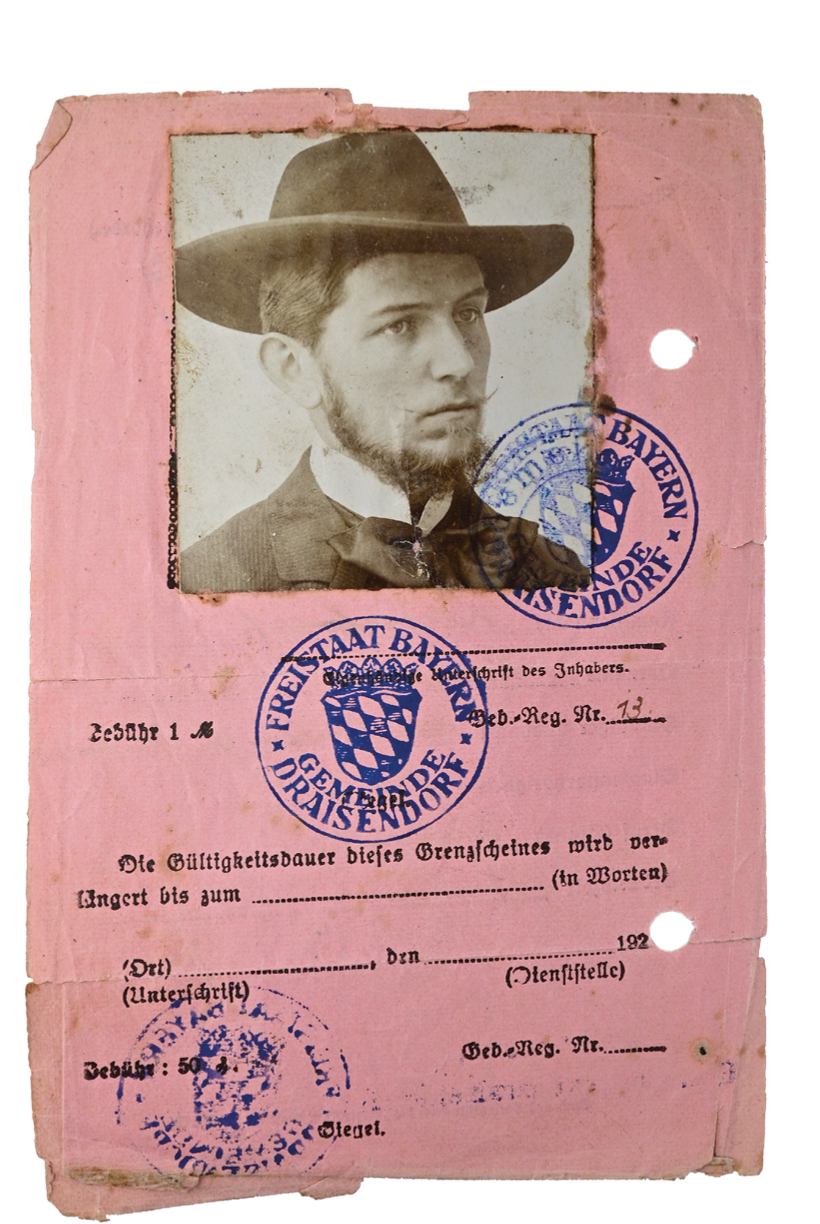 FREISTAAT BAYERN
GEMEINDE
DRAISENDORF
Eigenhändige Unterschrift des Inhabers.
FREISTAAT BAYERN
GEMEINDE
DRAISENDORF
Gebühr 1 ℳ
Geb.-Reg. Nr. 13.
Siegel.
Die Gültigkeitsdauer dieses Grenzscheines wird ver-
längert bis zum (in Worten)
(Ort), den 192
(Unterschrift) (Dienststelle)
Gebühr: 50 ₰.
Geb.-Reg. Nr.
Siegel.